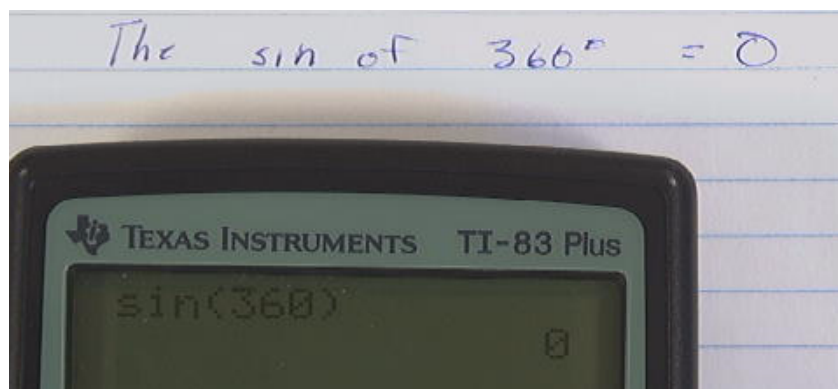 The sin of 360° = 0
TEXAS INSTRUMENTS TI-83 Plus
sin(360)
0